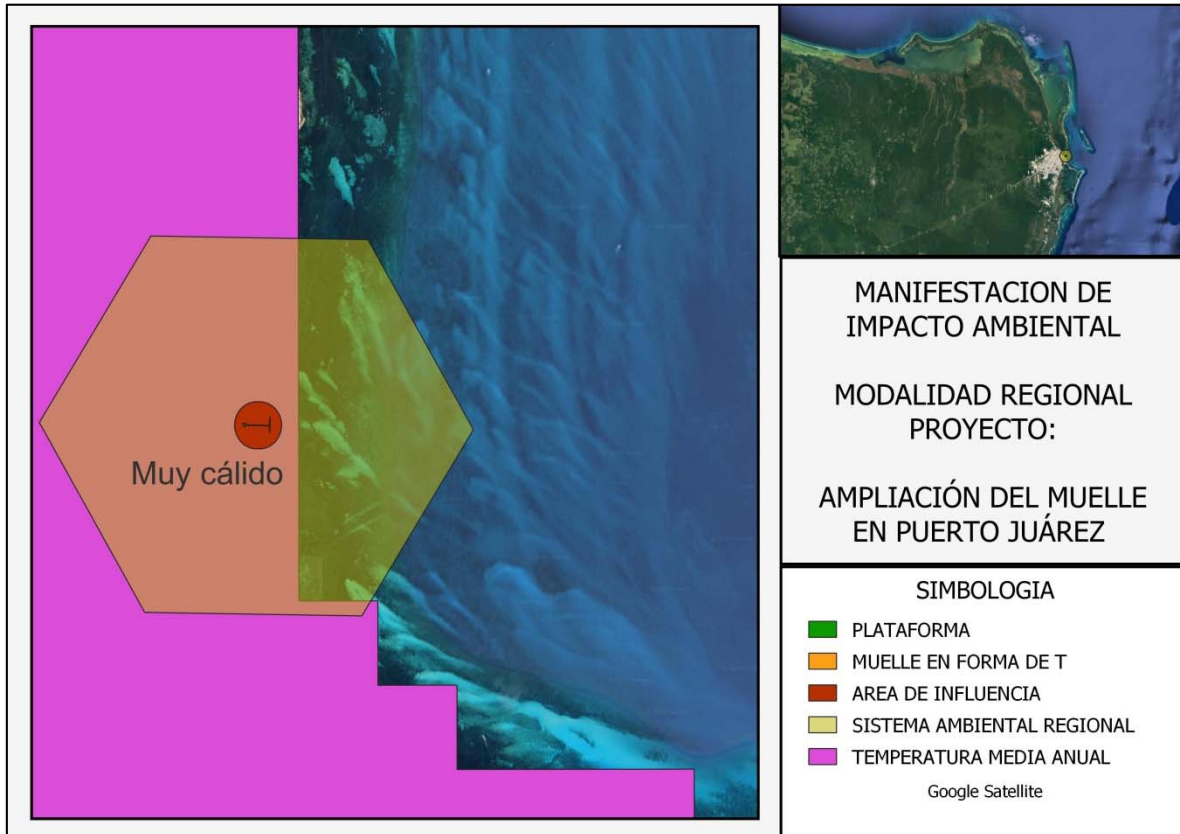 Muy cálido
MANIFESTACION DE
IMPACTO AMBIENTAL
MODALIDAD REGIONAL
PROYECTO:
AMPLIACIÓN DEL MUELLE
EN PUERTO JUÁREZ
SIMBOLOGIA
PLATAFORMA
MUELLE EN FORMA DE T
AREA DE INFLUENCIA
SISTEMA AMBIENTAL REGIONAL
TEMPERATURA MEDIA ANUAL
Google Satellite